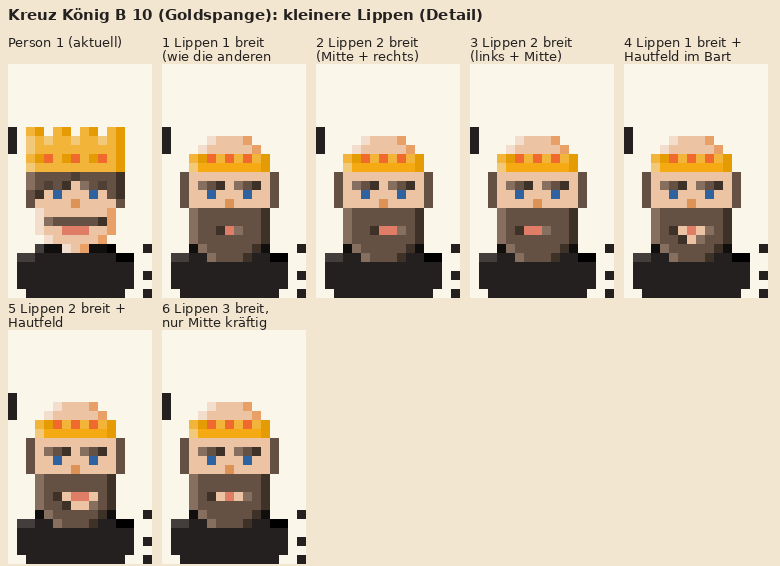 Kreuz König B 10 (Goldspange): kleinere Lippen (Detail)
Person 1 (aktuell)
1 Lippen 1 breit
(wie die anderen
2 Lippen 2 breit
(Mitte + rechts)
3 Lippen 2 breit
(links + Mitte)
4 Lippen 1 breit +
Hautfeld im Bart
5 Lippen 2 breit +
Hautfeld
6 Lippen 3 breit,
nur Mitte kräftig